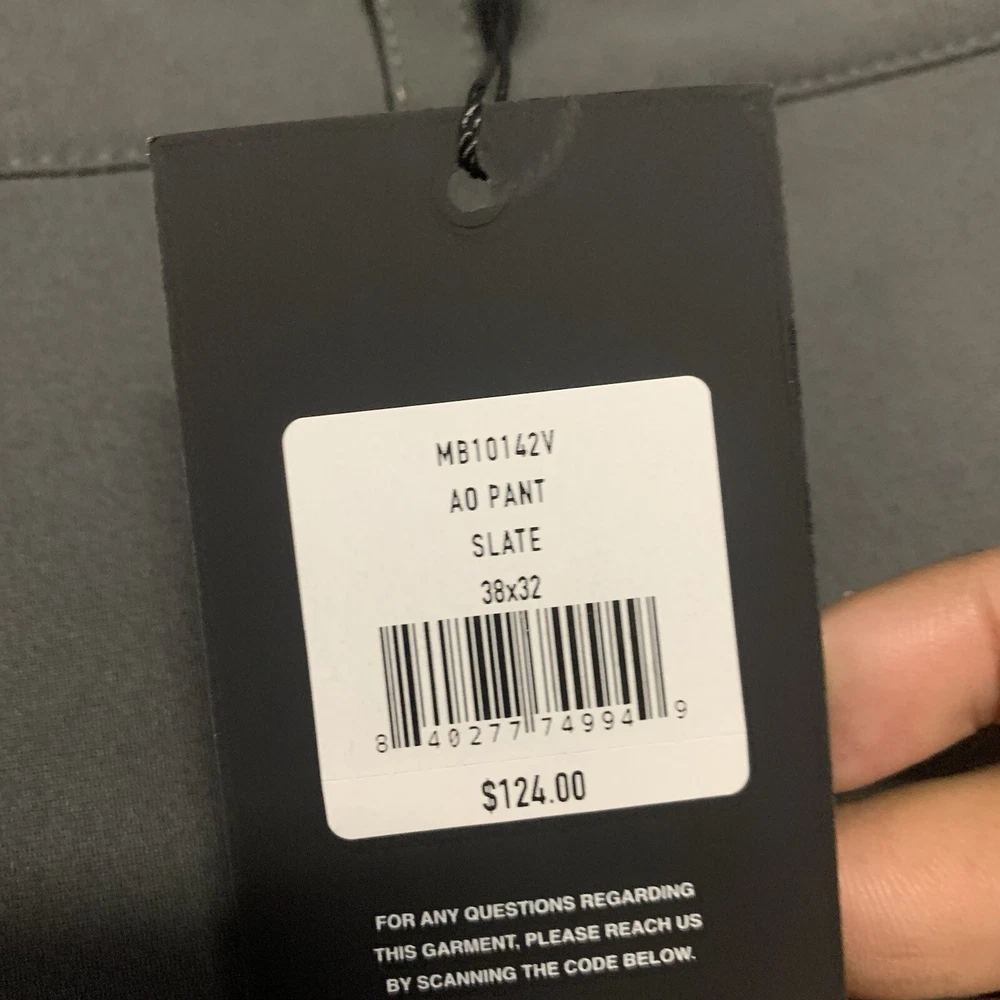 MB10142V
AO PANT
SLATE
38x32
8 40277 74994 9
$124.00
FOR ANY QUESTIONS REGARDING
THIS GARMENT, PLEASE REACH US
BY SCANNING THE CODE BELOW.